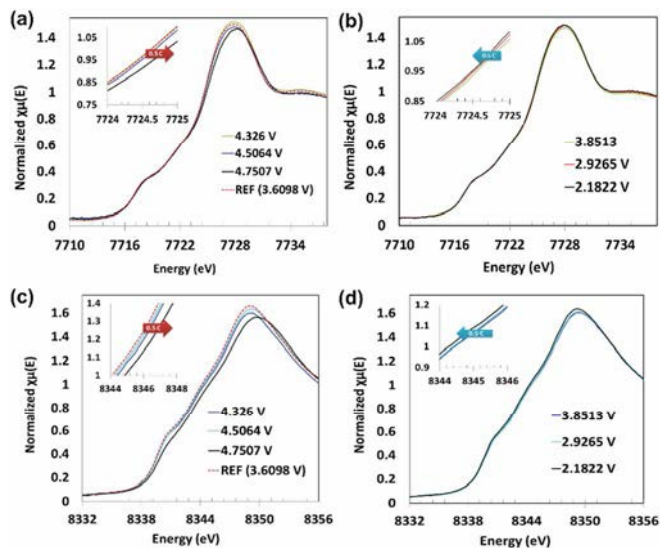 (a)
Normalized χμ(E)
1.4
1.2
1
0.8
0.6
0.4
0.2
0
1.05
0.95
0.85
0.75
7724 7724.5 7725
0.5 C
4.326 V
4.5064 V
4.7507 V
REF (3.6098 V)
7710 7716 7722 7728 7734
Energy (eV)
(b)
Normalized χμ(E)
1.4
1.2
1
0.8
0.6
0.4
0.2
0
1.05
0.95
0.85
7724 7724.5 7725
3.8513
2.9265 V
2.1822 V
7710 7716 7722 7728 7734
Energy (eV)
(c)
Normalized χμ(E)
1.6
1.4
1.2
1
0.8
0.6
0.4
0.2
0
1.4
1.3
1.2
1.1
1
8344 8346 8348
0.5 C
4.326 V
4.5064 V
4.7507 V
REF (3.6098 V)
8332 8338 8344 8350 8356
Energy (eV)
(d)
Normalized χμ(E)
1.6
1.4
1.2
1
0.8
0.6
0.4
0.2
0
1.2
1.1
1
0.9
8344 8345 8346
3.8513 V
2.9265 V
2.1822 V
8332 8338 8344 8350 8356
Energy (eV)